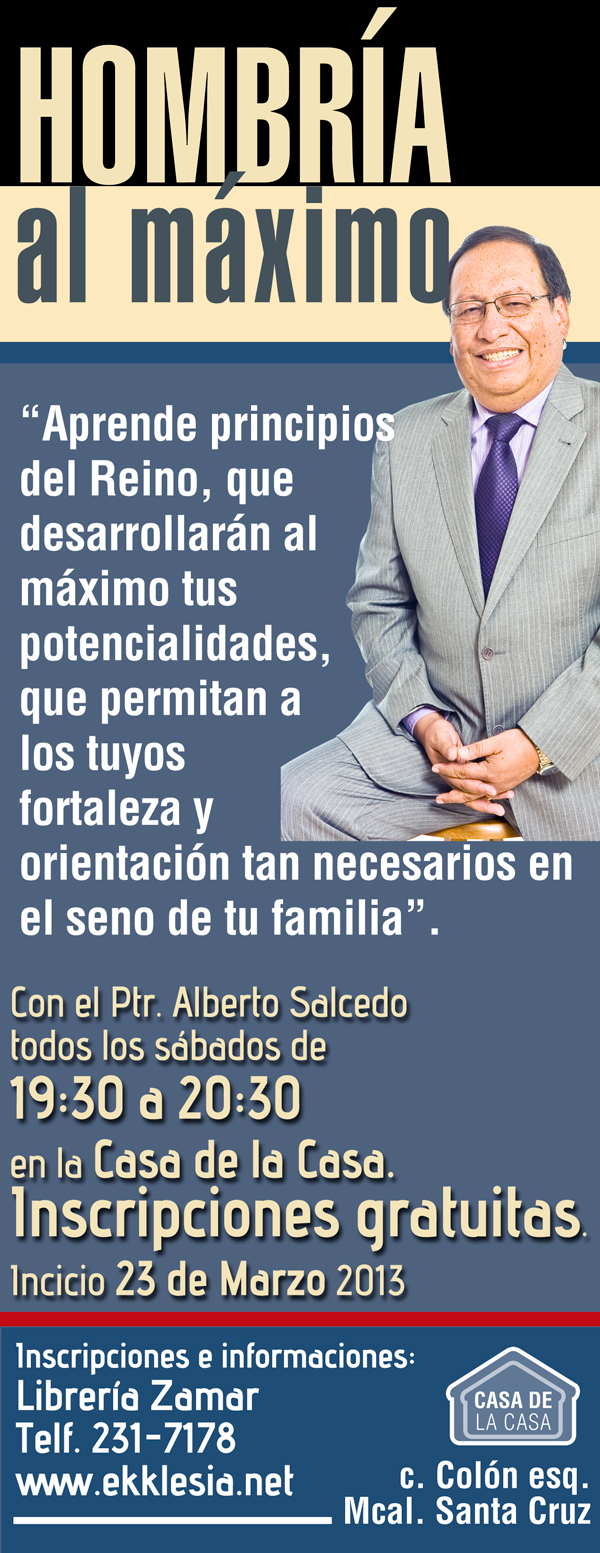 HOMBRÍA
al máximo
“Aprende principios
del Reino, que
desarrollarán al
máximo tus
potencialidades,
que permitan a
los tuyos
fortaleza y
orientación tan necesarios en
el seno de tu familia”.
Con el Ptr. Alberto Salcedo
todos los sábados de
19:30 a 20:30
en la Casa de la Casa.
Inscripciones gratuitas.
Incicio 23 de Marzo 2013
Inscripciones e informaciones:
Librería Zamar
Telf. 231-7178
www.ekklesia.net
CASA DE
LA CASA
c. Colón esq.
Mcal. Santa Cruz